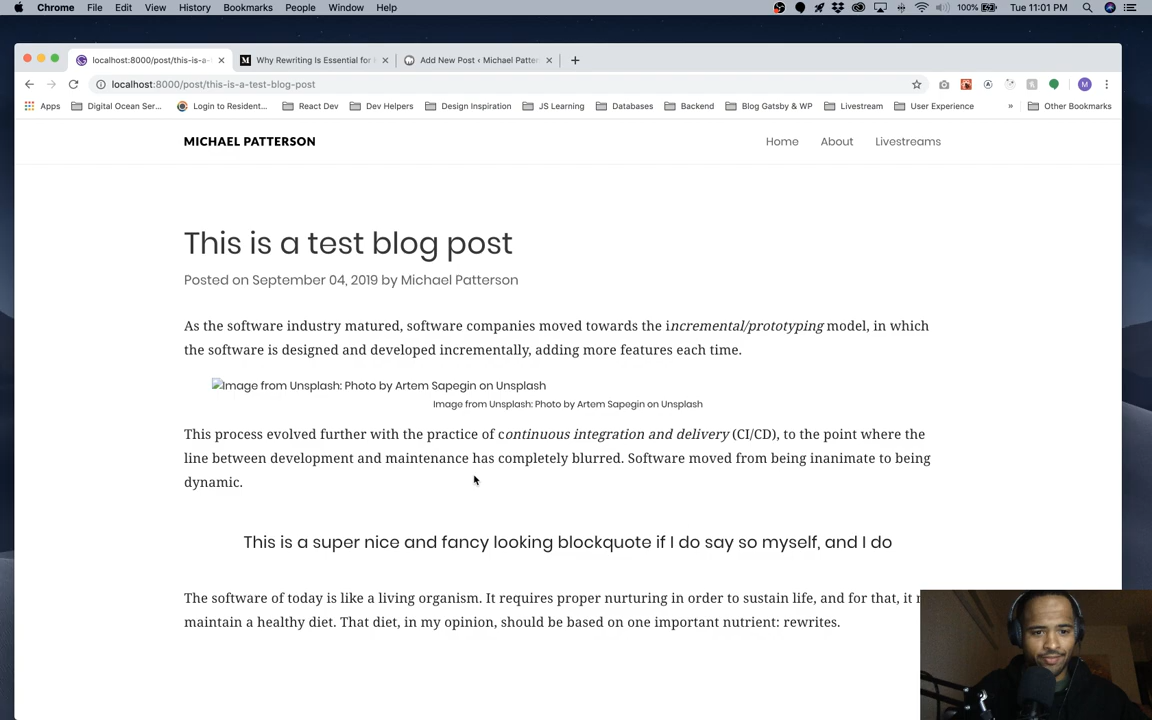 Chrome File Edit View History Bookmarks People Window Help 100% Tue 11:01 PM
localhost:8000/post/this-is-a- Why Rewriting Is Essential for Add New Post ‹ Michael Patter
localhost:8000/post/this-is-a-test-blog-post M
Apps Digital Ocean Ser... Login to Resident... React Dev Dev Helpers Design Inspiration JS Learning Databases Backend Blog Gatsby & WP Livestream User Experience » Other Bookmarks
MICHAEL PATTERSON Home About Livestreams
This is a test blog post
Posted on September 04, 2019 by Michael Patterson
As the software industry matured, software companies moved towards the incremental/prototyping model, in which
the software is designed and developed incrementally, adding more features each time.
Image from Unsplash: Photo by Artem Sapegin on Unsplash
Image from Unsplash: Photo by Artem Sapegin on Unsplash
This process evolved further with the practice of continuous integration and delivery (CI/CD), to the point where the
line between development and maintenance has completely blurred. Software moved from being inanimate to being
dynamic.
This is a super nice and fancy looking blockquote if I do say so myself, and I do
The software of today is like a living organism. It requires proper nurturing in order to sustain life, and for that, it
maintain a healthy diet. That diet, in my opinion, should be based on one important nutrient: rewrites.